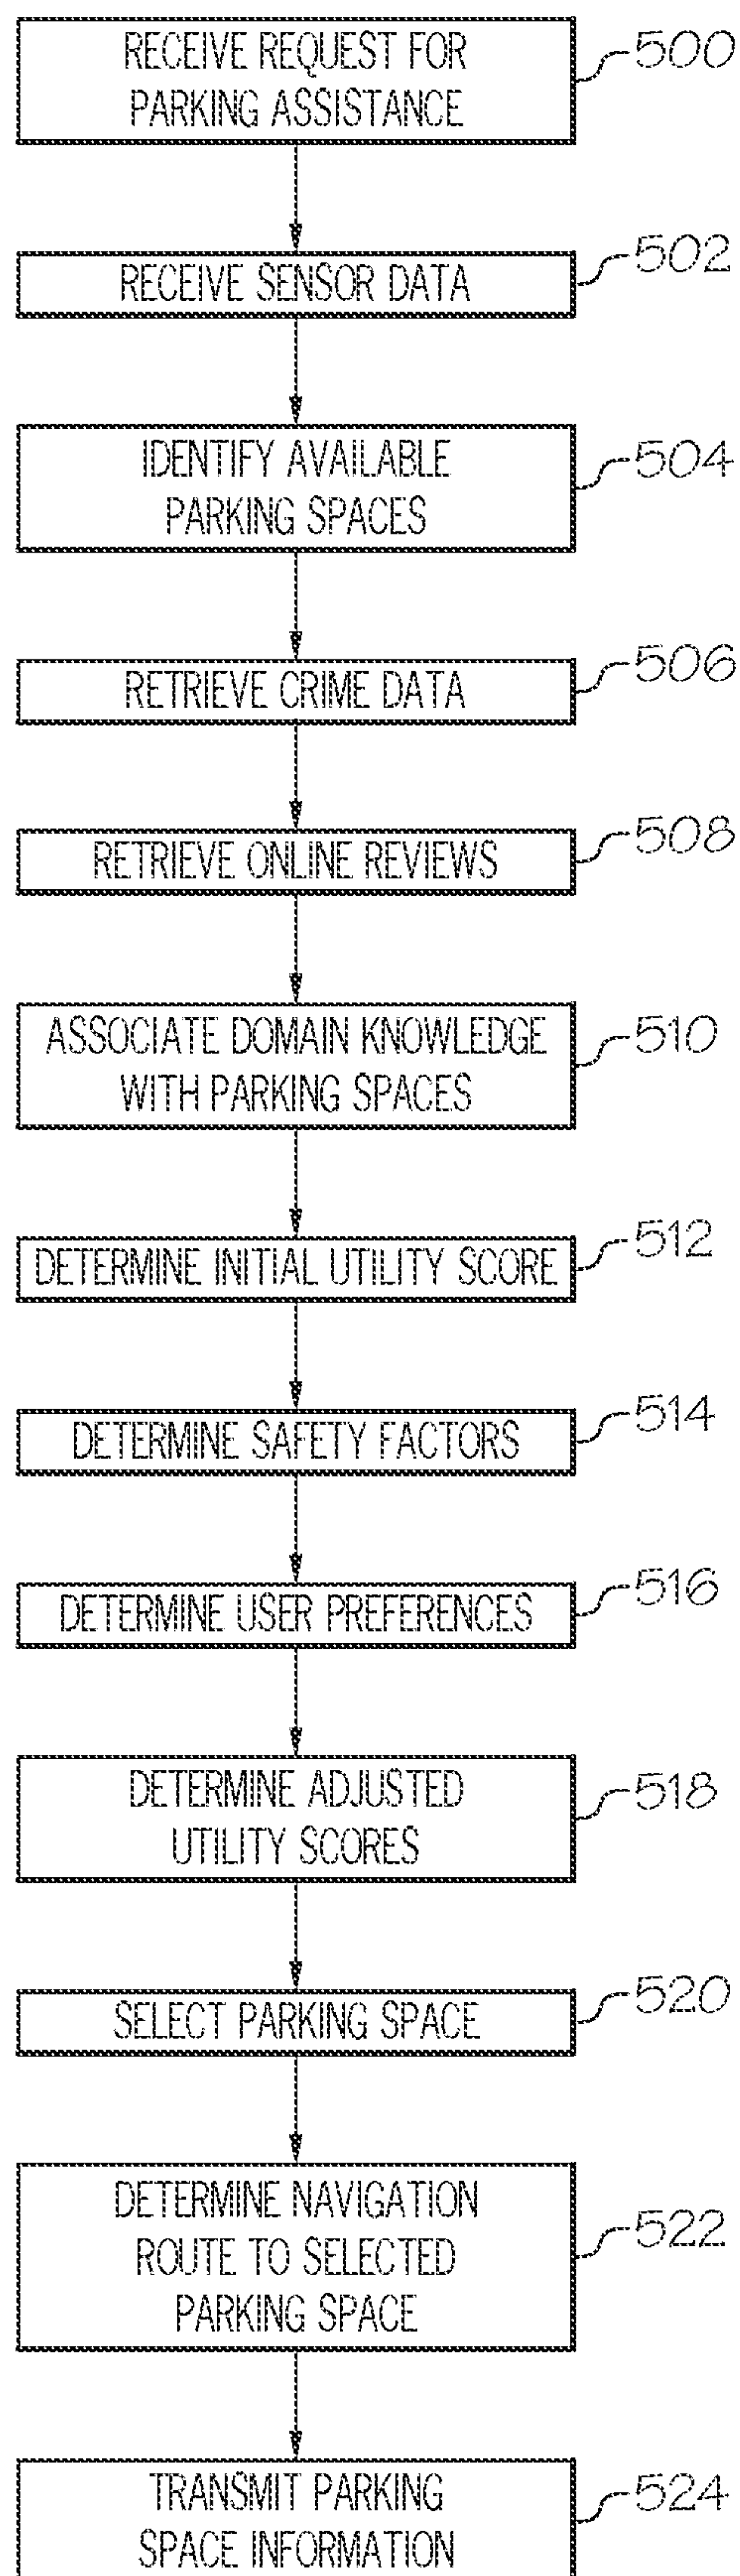 RECEIVE REQUEST FOR
PARKING ASSISTANCE
500
RECEIVE SENSOR DATA
502
IDENTIFY AVAILABLE
PARKING SPACES
504
RETRIEVE CRIME DATA
506
RETRIEVE ONLINE REVIEWS
508
ASSOCIATE DOMAIN KNOWLEDGE
WITH PARKING SPACES
510
DETERMINE INITIAL UTILITY SCORE
512
DETERMINE SAFETY FACTORS
514
DETERMINE USER PREFERENCES
516
DETERMINE ADJUSTED
UTILITY SCORES
518
SELECT PARKING SPACE
520
DETERMINE NAVIGATION
ROUTE TO SELECTED
PARKING SPACE
522
TRANSMIT PARKING
SPACE INFORMATION
524